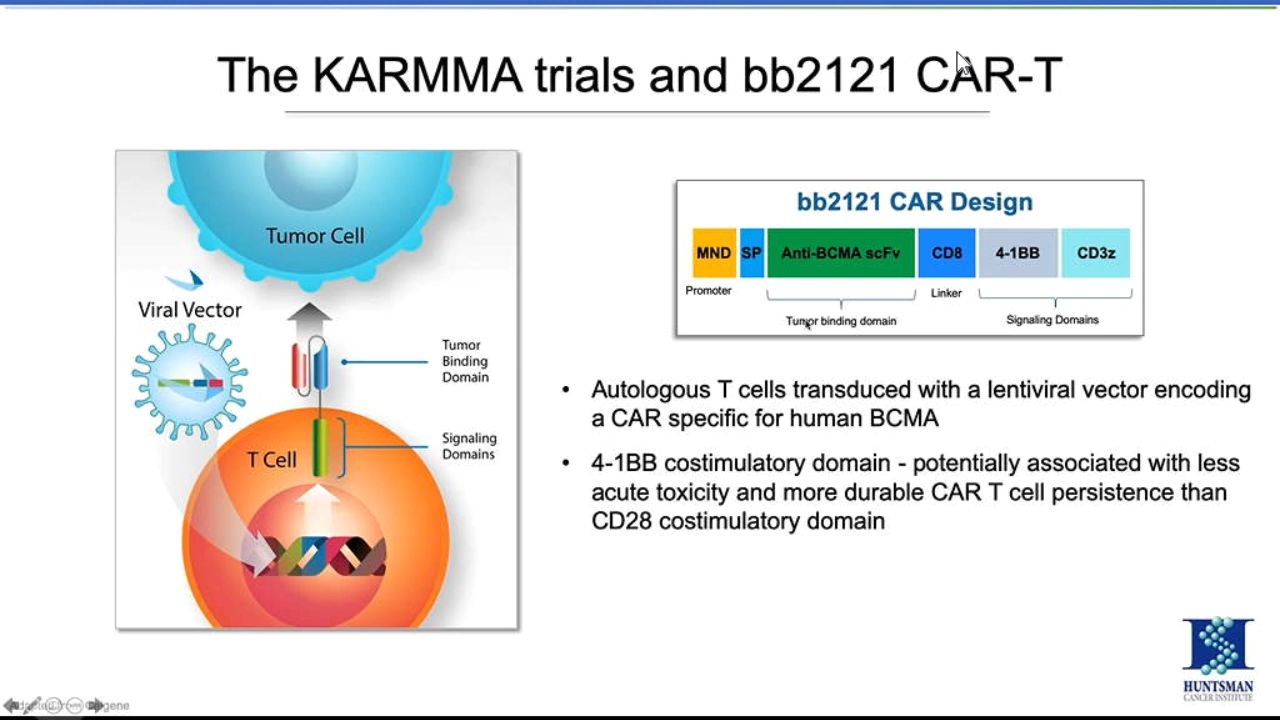 The KARMMA trials and bb2121 CAR-T
Tumor Cell
Viral Vector
Tumor
Binding
Domain
T Cell
Signaling
Domains
bb2121 CAR Design
MND SP Anti-BCMA scFv CD8 4-1BB CD3z
Promoter
Linker
Tumor binding domain
Signaling Domains
• Autologous T cells transduced with a lentiviral vector encoding
a CAR specific for human BCMA
• 4-1BB costimulatory domain - potentially associated with less
acute toxicity and more durable CAR T cell persistence than
CD28 costimulatory domain
HUNTSMAN
CANCER INSTITUTE